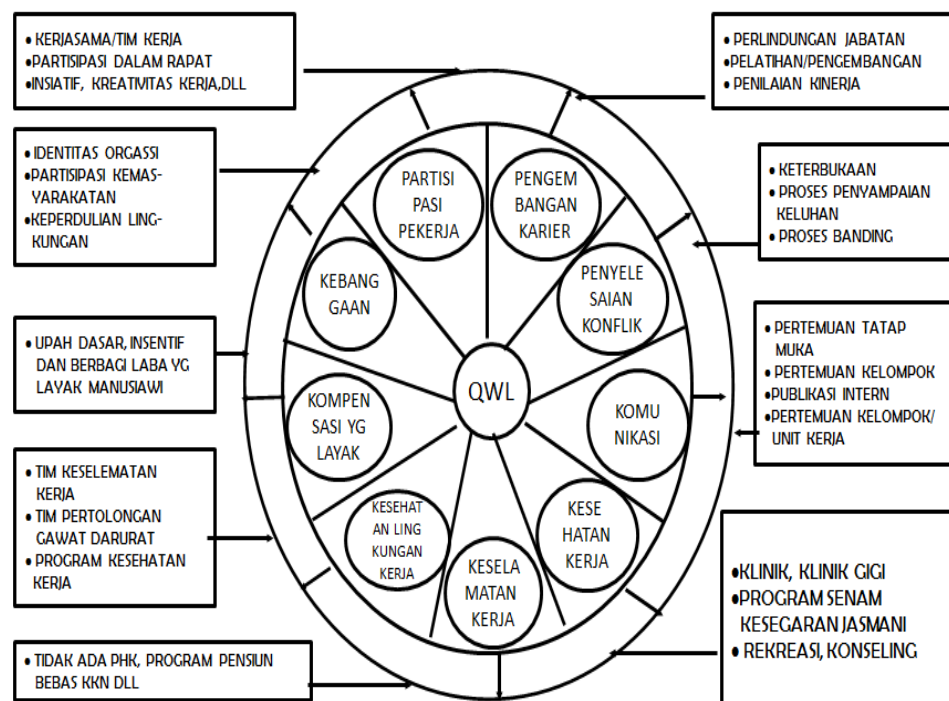 • KERJASAMA/TIM KERJA
• PARTISIPASI DALAM RAPAT
• INSIATIF, KREATIVITAS KERJA,DLL
• PERLINDUNGAN JABATAN
• PELATIHAN/PENGEMBANGAN
• PENILAIAN KINERJA
• IDENTITAS ORGASSI
• PARTISIPASI KEMAS-
YARAKATAN
• KEPERDULIAN LING-
KUNGAN
• KETERBUKAAN
• PROSES PENYAMPAIAN
KELUHAN
• PROSES BANDING
PARTISI
PASI
PEKERJA
PENGEM
BANGAN
KARIER
KEBANG
GAAN
PENYELE
SAIAN
KONFLIK
• UPAH DASAR, INSENTIF
DAN BERBAGI LABA YG
LAYAK MANUSIAWI
• PERTEMUAN TATAP
MUKA
• PERTEMUAN KELOMPOK
• PUBLIKASI INTERN
• PERTEMUAN KELOMPOK/
UNIT KERJA
QWL
KOMPEN
SASI YG
LAYAK
KOMU
NIKASI
• TIM KESELEMATAN
KERJA
• TIM PERTOLONGAN
GAWAT DARURAT
• PROGRAM KESEHATAN
KERJA
KESEHAT
AN LING
KUNGAN
KERJA
KESELA
MATAN
KERJA
KESE
HATAN
KERJA
• KLINIK, KLINIK GIGI
• PROGRAM SENAM
KESEGARAN JASMANI
• REKREASI, KONSELING
• TIDAK ADA PHK, PROGRAM PENSIUN
BEBAS KKN DLL